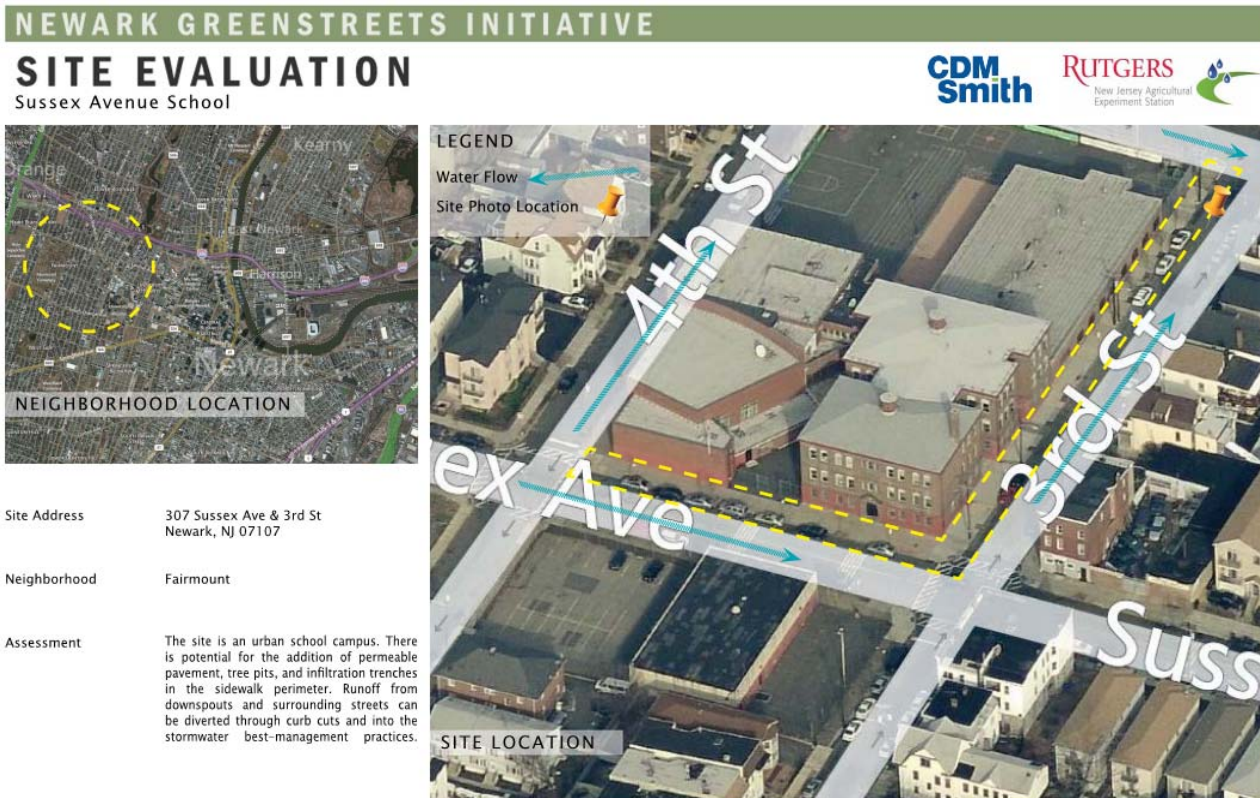 NEWARK GREENSTREETS INITIATIVE
SITE EVALUATION
Sussex Avenue School
CDM
Smith
RUTGERS
New Jersey Agricultural
Experiment Station
Kearny
Orange
East Newark
Harrison
Newark
NEIGHBORHOOD LOCATION
LEGEND
Water Flow
Site Photo Location
4th St
3rd St
ex Ave
Suss
SITE LOCATION
Site Address
307 Sussex Ave & 3rd St
Newark, NJ 07107
Neighborhood
Fairmount
Assessment
The site is an urban school campus. There
is potential for the addition of permeable
pavement, tree pits, and infiltration trenches
in the sidewalk perimeter. Runoff from
downspouts and surrounding streets can
be diverted through curb cuts and into the
stormwater best-management practices.